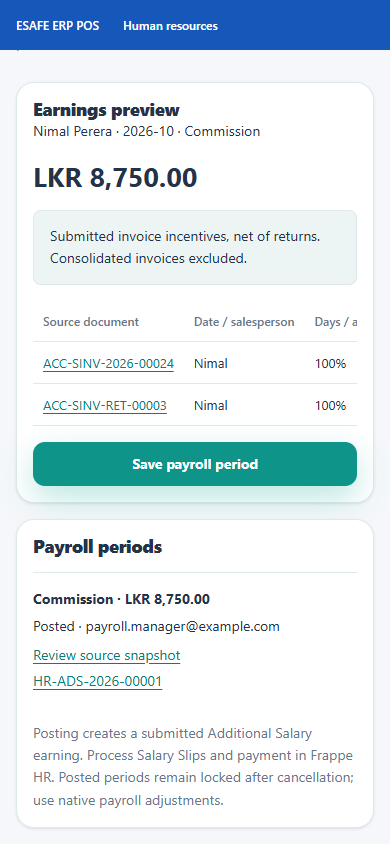 ESAFE ERP POS Human resources
Earnings preview
Nimal Perera · 2026-10 · Commission
LKR 8,750.00
Submitted invoice incentives, net of returns.
Consolidated invoices excluded.
Source document Date / salesperson Days / a
ACC-SINV-2026-00024 Nimal 100%
ACC-SINV-RET-00003 Nimal 100%
Save payroll period
Payroll periods
Commission · LKR 8,750.00
Posted · payroll.manager@example.com
Review source snapshot
HR-ADS-2026-00001
Posting creates a submitted Additional Salary
earning. Process Salary Slips and payment in Frappe
HR. Posted periods remain locked after cancellation;
use native payroll adjustments.